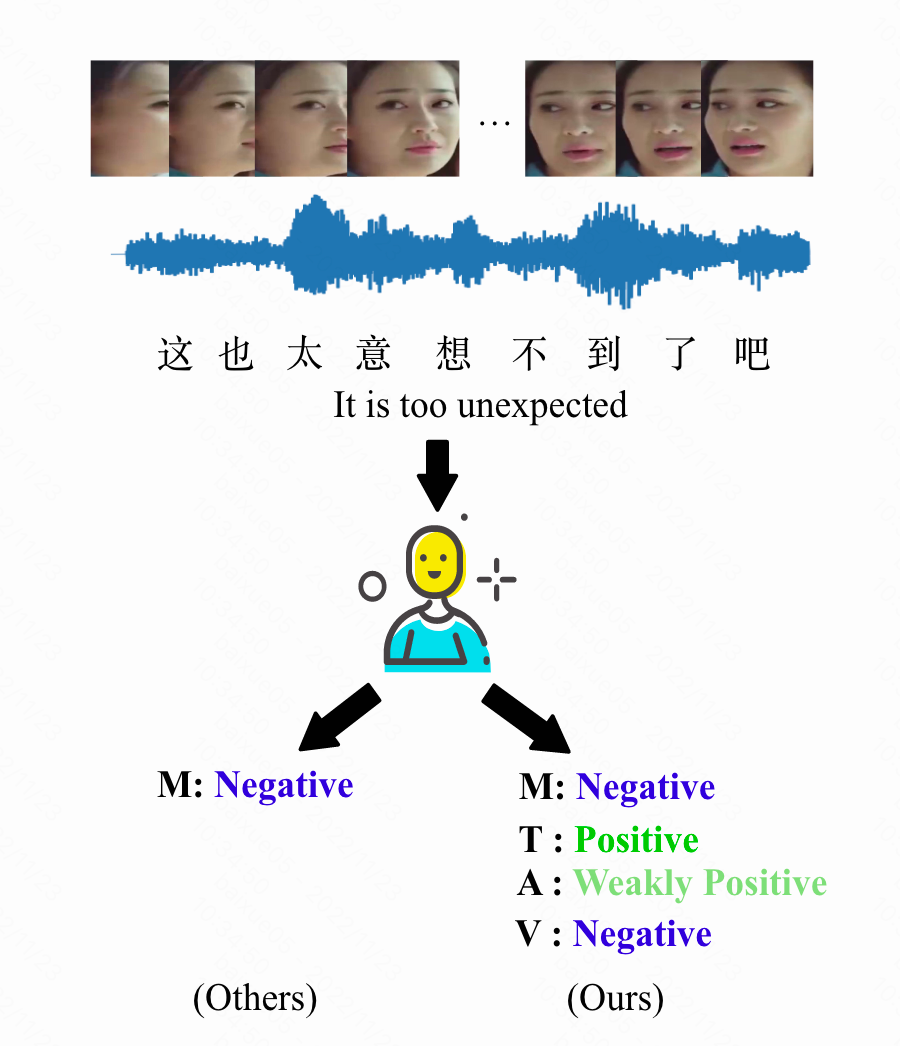 ...
这也太意想不到了吧
It is too unexpected
M: Negative
M: Negative
T : Positive
A : Weakly Positive
V : Negative
(Others)
(Ours)